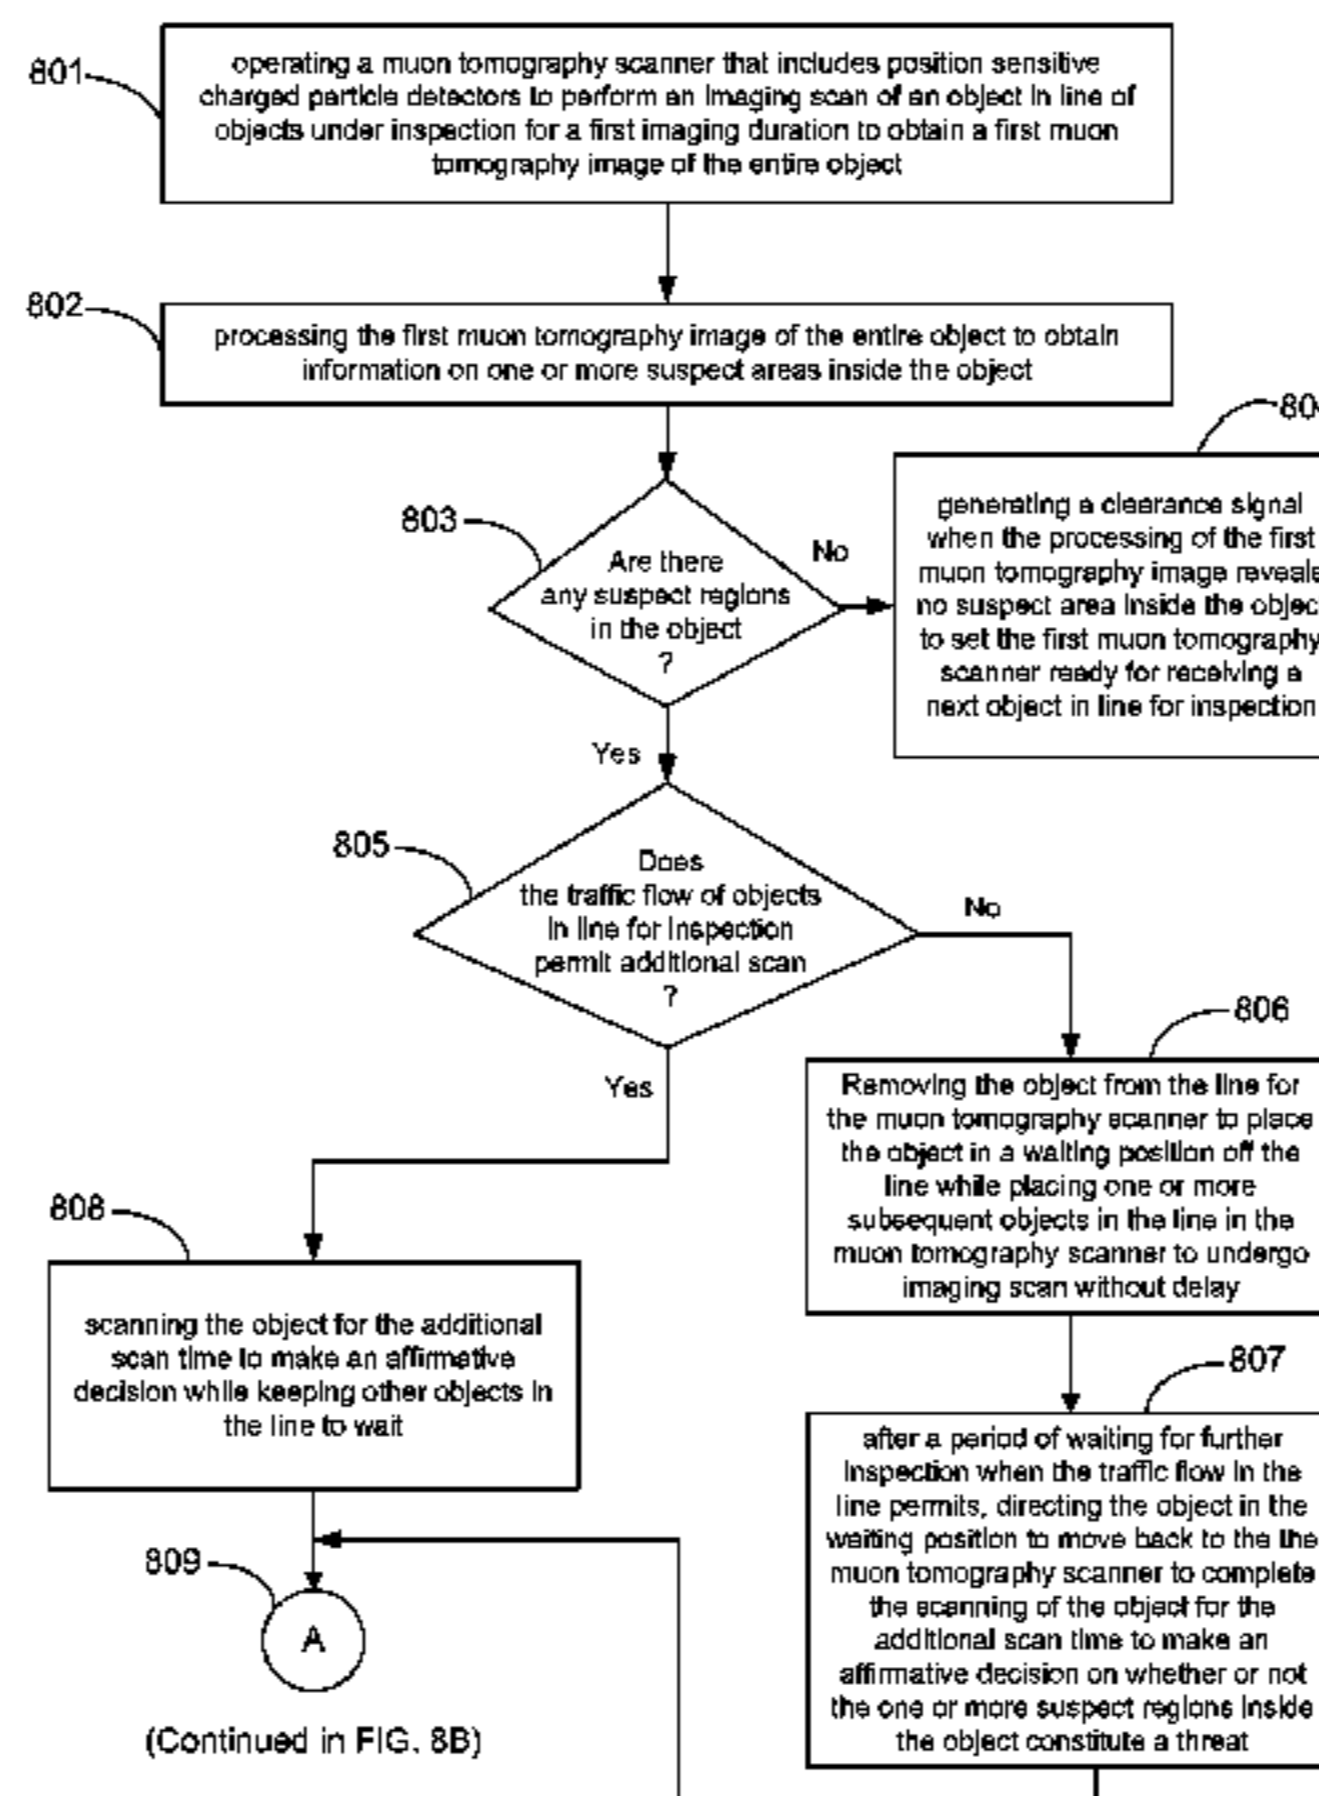 801
operating a muon tomography scanner that includes position sensitive
charged particle detectors to perform an imaging scan of an object in line of
objects under inspection for a first imaging duration to obtain a first muon
tomography image of the entire object
802
processing the first muon tomography image of the entire object to obtain
information on one or more suspect areas inside the object
803
Are there
any suspect regions
in the object
?
No
generating a clearance signal
when the processing of the first
muon tomography image
no suspect area inside the
to set the first muon tomography
scanner ready for receiving a
next object in line for inspection
Yes
805
Does
the traffic flow of objects
in line for inspection
permit additional scan
?
No
806
Removing the object from the line for
the muon tomography scanner to place
the object in a waiting position off the
line while placing one or more
subsequent objects in the line in the
muon tomography scanner to undergo
imaging scan without delay
Yes
808
scanning the object for the additional
scan time to make an affirmative
decision while keeping other objects in
the line to wait
807
after a period of waiting for further
inspection when the traffic flow in the
line permits, directing the object in the
waiting position to move back to the the
muon tomography scanner to complete
the scanning of the object for the
additional scan time to make an
affirmative decision on whether or not
the one or more suspect regions inside
the object constitute a threat
809
A
(Continued in FIG. 8B)